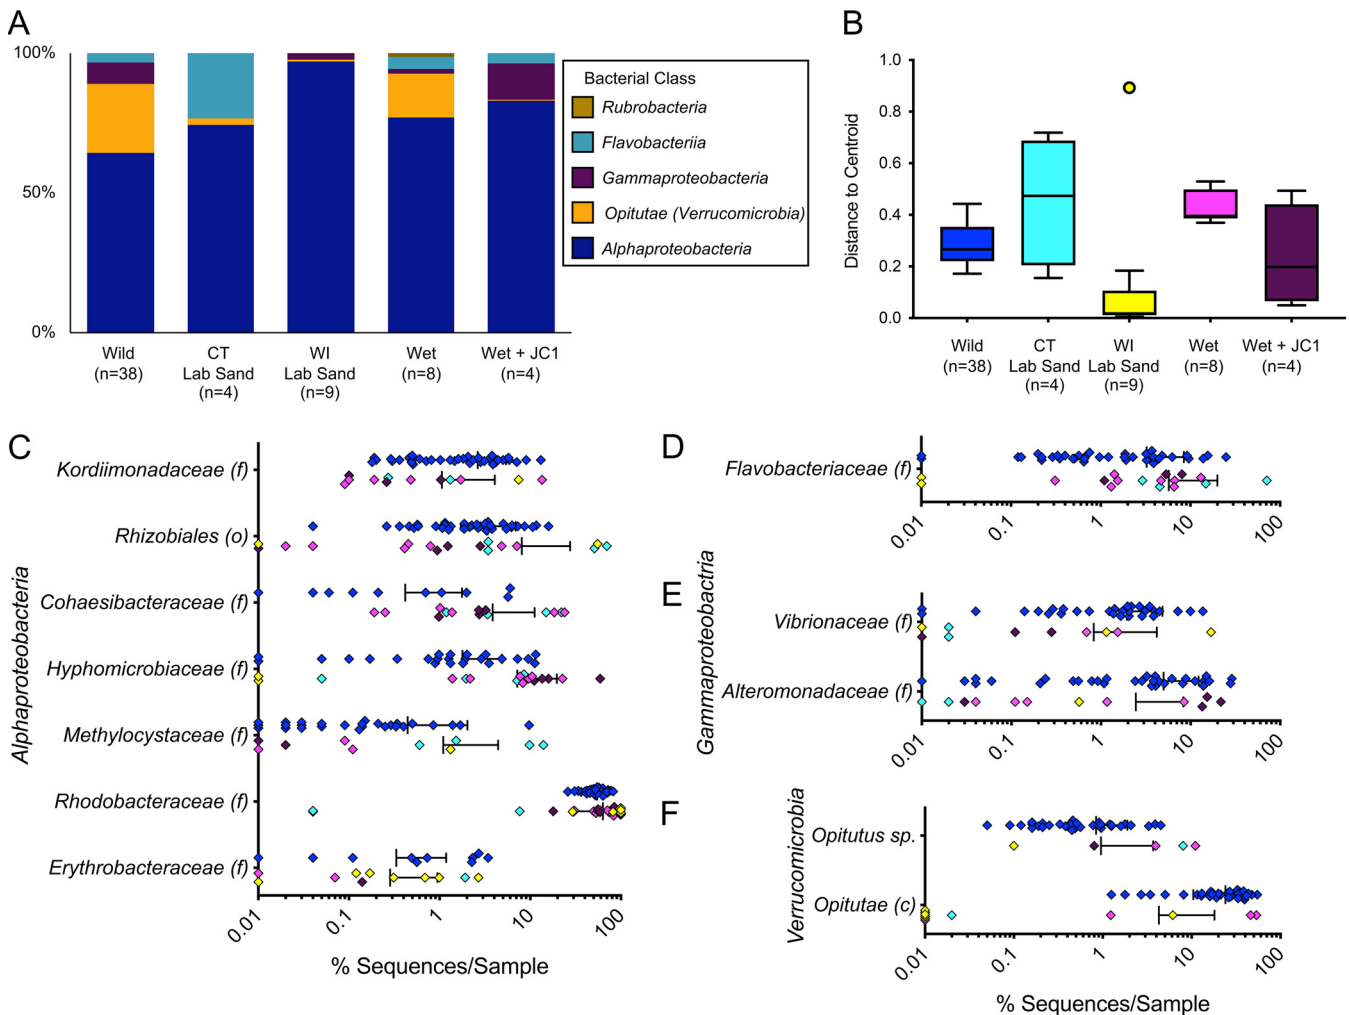 A
100%
50%
0%
Wild
(n=38)
CT
Lab Sand
(n=4)
WI
Lab Sand
(n=9)
Wet
(n=8)
Wet + JC1
(n=4)
Bacterial Class
Rubrobacteria
Flavobacteriia
Gammaproteobacteria
Opitutae (Verrucomicrobia)
Alphaproteobacteria
B
Distance to Centroid
1.0
0.8
0.6
0.4
0.2
0.0
Wild
(n=38)
CT
Lab Sand
(n=4)
WI
Lab Sand
(n=9)
Wet
(n=8)
Wet + JC1
(n=4)
C
Alphaproteobacteria
Kordiimonadaceae (f)
Rhizobiales (o)
Cohaesibacteraceae (f)
Hyphomicrobiaceae (f)
Methylocystaceae (f)
Rhodobacteraceae (f)
Erythrobacteraceae (f)
0.01
0.1
1
10
100
% Sequences/Sample
D
Flavobacteriaceae (f)
0.01
0.1
1
10
100
E
Gammaproteobactria
Vibrionaceae (f)
Alteromonadaceae (f)
0.01
0.1
1
10
100
F
Verrucomicrobia
Opitutus sp.
Opitutae (c)
0.01
0.1
1
10
100
% Sequences/Sample